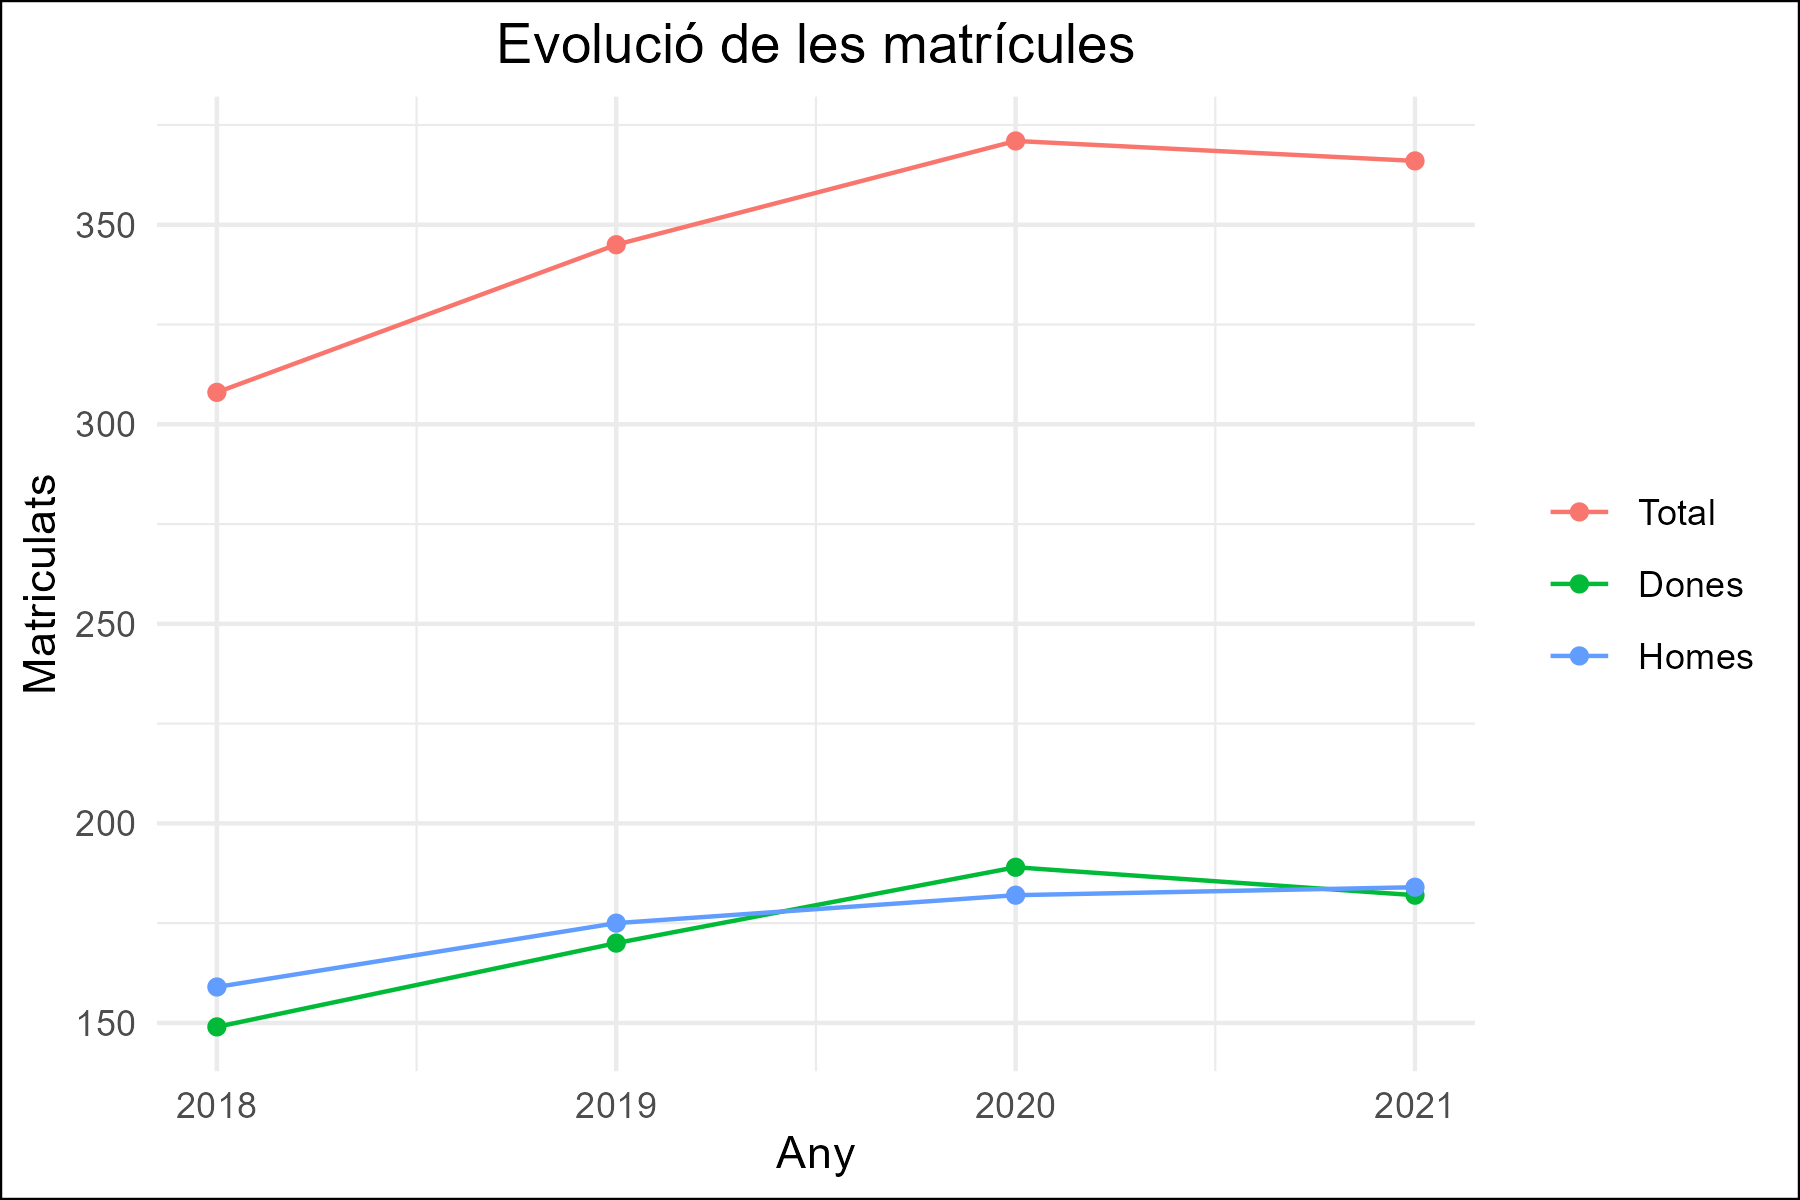 Evolució de les matrícules
Matriculats
350
300
250
200
150
2018 2019 2020 2021
Any
Total
Dones
Homes